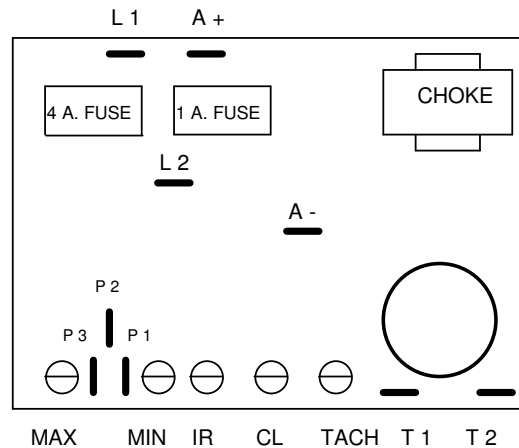 L 1 A +
4 A. FUSE 1 A. FUSE CHOKE
L 2
A -
P 2
P 3 P 1
MAX MIN IR CL TACH T 1 T 2